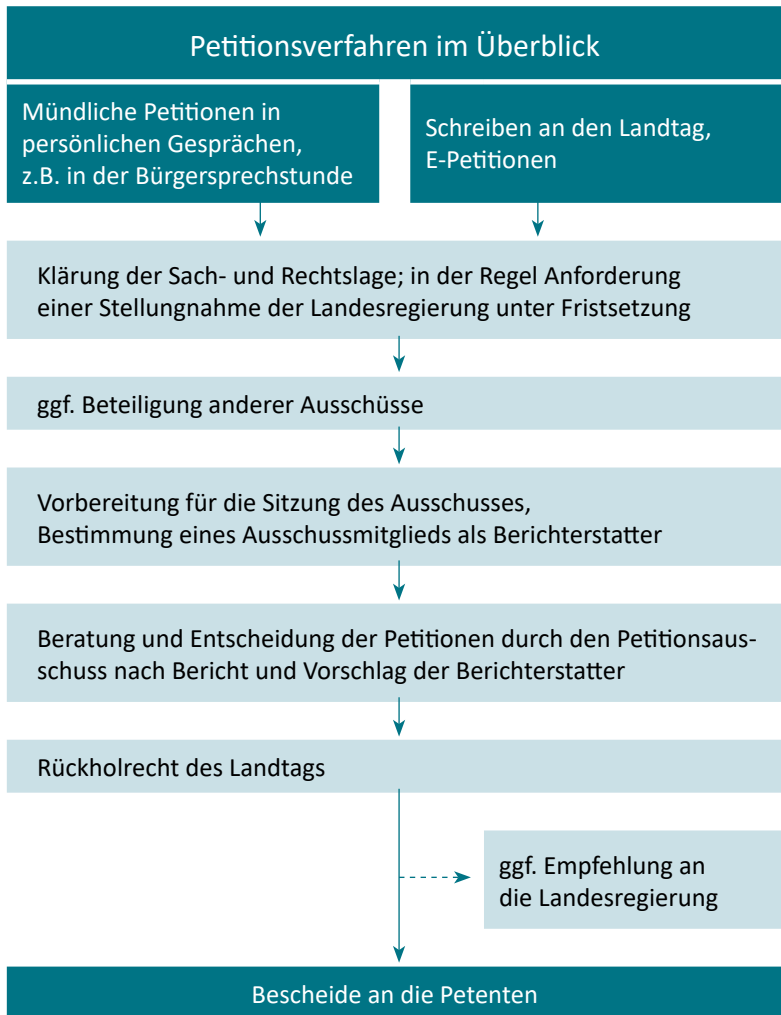 Petitionsverfahren im Überblick
Mündliche Petitionen in
persönlichen Gesprächen,
z.B. in der Bürgersprechstunde
Schreiben an den Landtag,
E-Petitionen
Klärung der Sach- und Rechtslage; in der Regel Anforderung
einer Stellungnahme der Landesregierung unter Fristsetzung
ggf. Beteiligung anderer Ausschüsse
Vorbereitung für die Sitzung des Ausschusses,
Bestimmung eines Ausschussmitglieds als Berichterstatter
Beratung und Entscheidung der Petitionen durch den Petitionsaus-
schuss nach Bericht und Vorschlag der Berichterstatter
Rückholrecht des Landtags
ggf. Empfehlung an
die Landesregierung
Bescheide an die Petenten